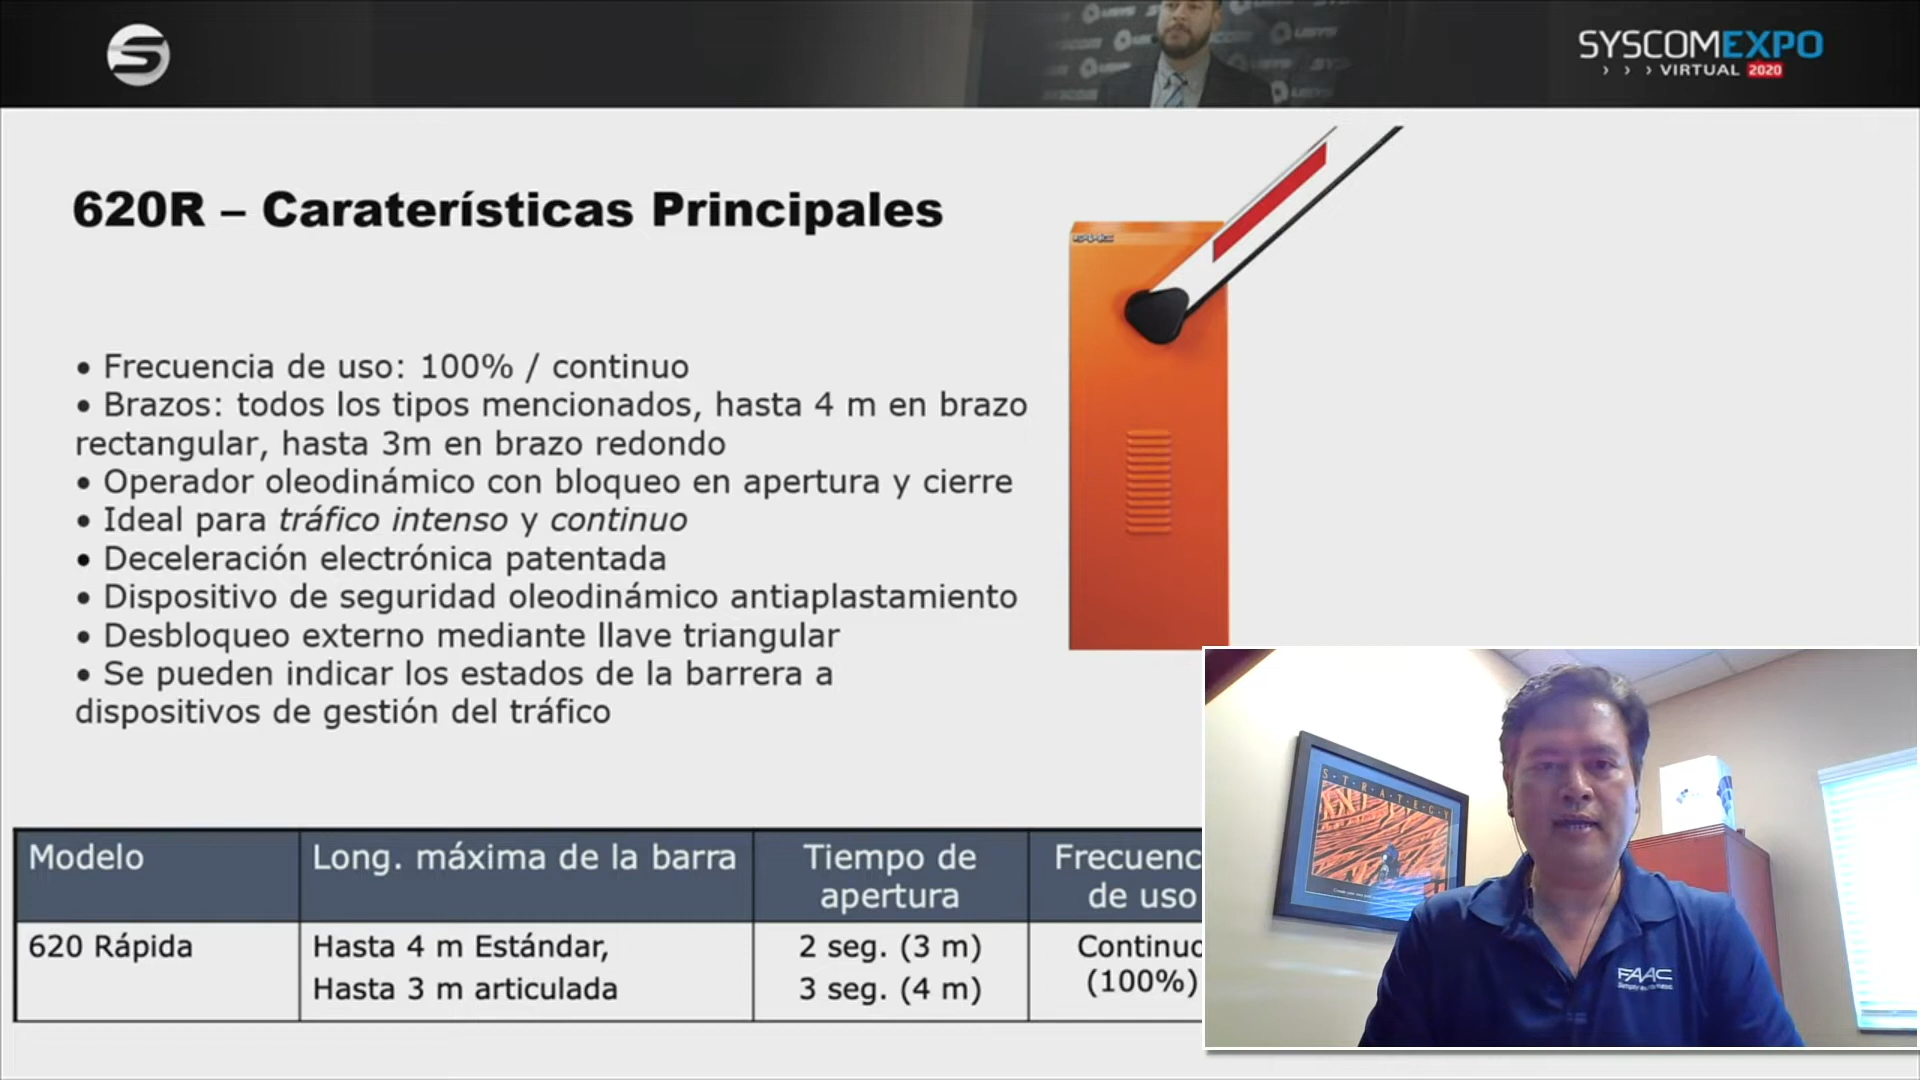 SYSCOMEXPO
VIRTUAL 2020
620R – Caraterísticas Principales
FAAC
• Frecuencia de uso: 100% / continuo
• Brazos: todos los tipos mencionados, hasta 4 m en brazo
rectangular, hasta 3m en brazo redondo
• Operador oleodinámico con bloqueo en apertura y cierre
• Ideal para tráfico intenso y continuo
• Deceleración electrónica patentada
• Dispositivo de seguridad oleodinámico antiaplastamiento
• Desbloqueo externo mediante llave triangular
• Se pueden indicar los estados de la barrera a
dispositivos de gestión del tráfico
Modelo
Long. máxima de la barra
Tiempo de
apertura
Frecuenc
de uso
620 Rápida
Hasta 4 m Estándar,
Hasta 3 m articulada
2 seg. (3 m)
3 seg. (4 m)
Continuo
(100%)
STRATEGY
FAAC